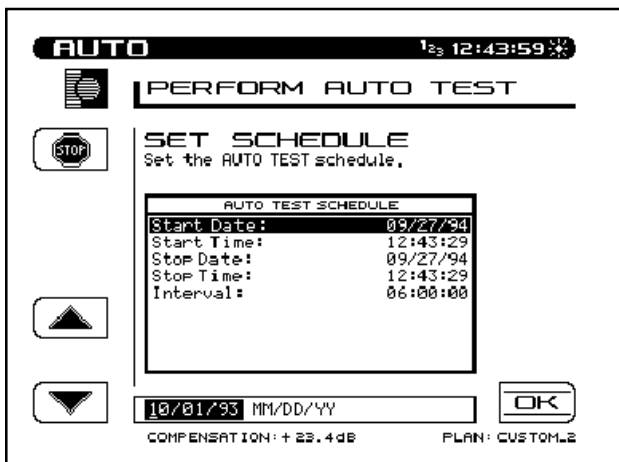 AUTO 123 12:43:59
PERFORM AUTO TEST
STOP
SET SCHEDULE
Set the AUTO TEST schedule.
AUTO TEST SCHEDULE
Start Date: 09/27/94
Start Time: 12:43:29
Stop Date: 09/27/94
Stop Time: 12:43:29
Interval: 06:00:00
10/01/93 MM/DD/YY
OK
COMPENSATION:+23.4dB PLAN: CUSTOM_2